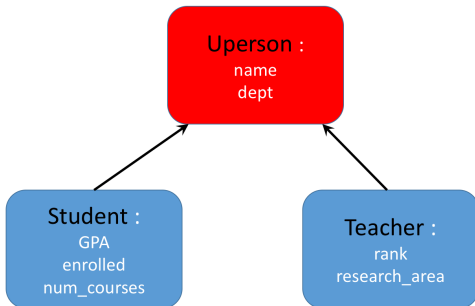 Uperson :
name
dept
Student :
GPA
enrolled
num_courses
Teacher :
rank
research_area